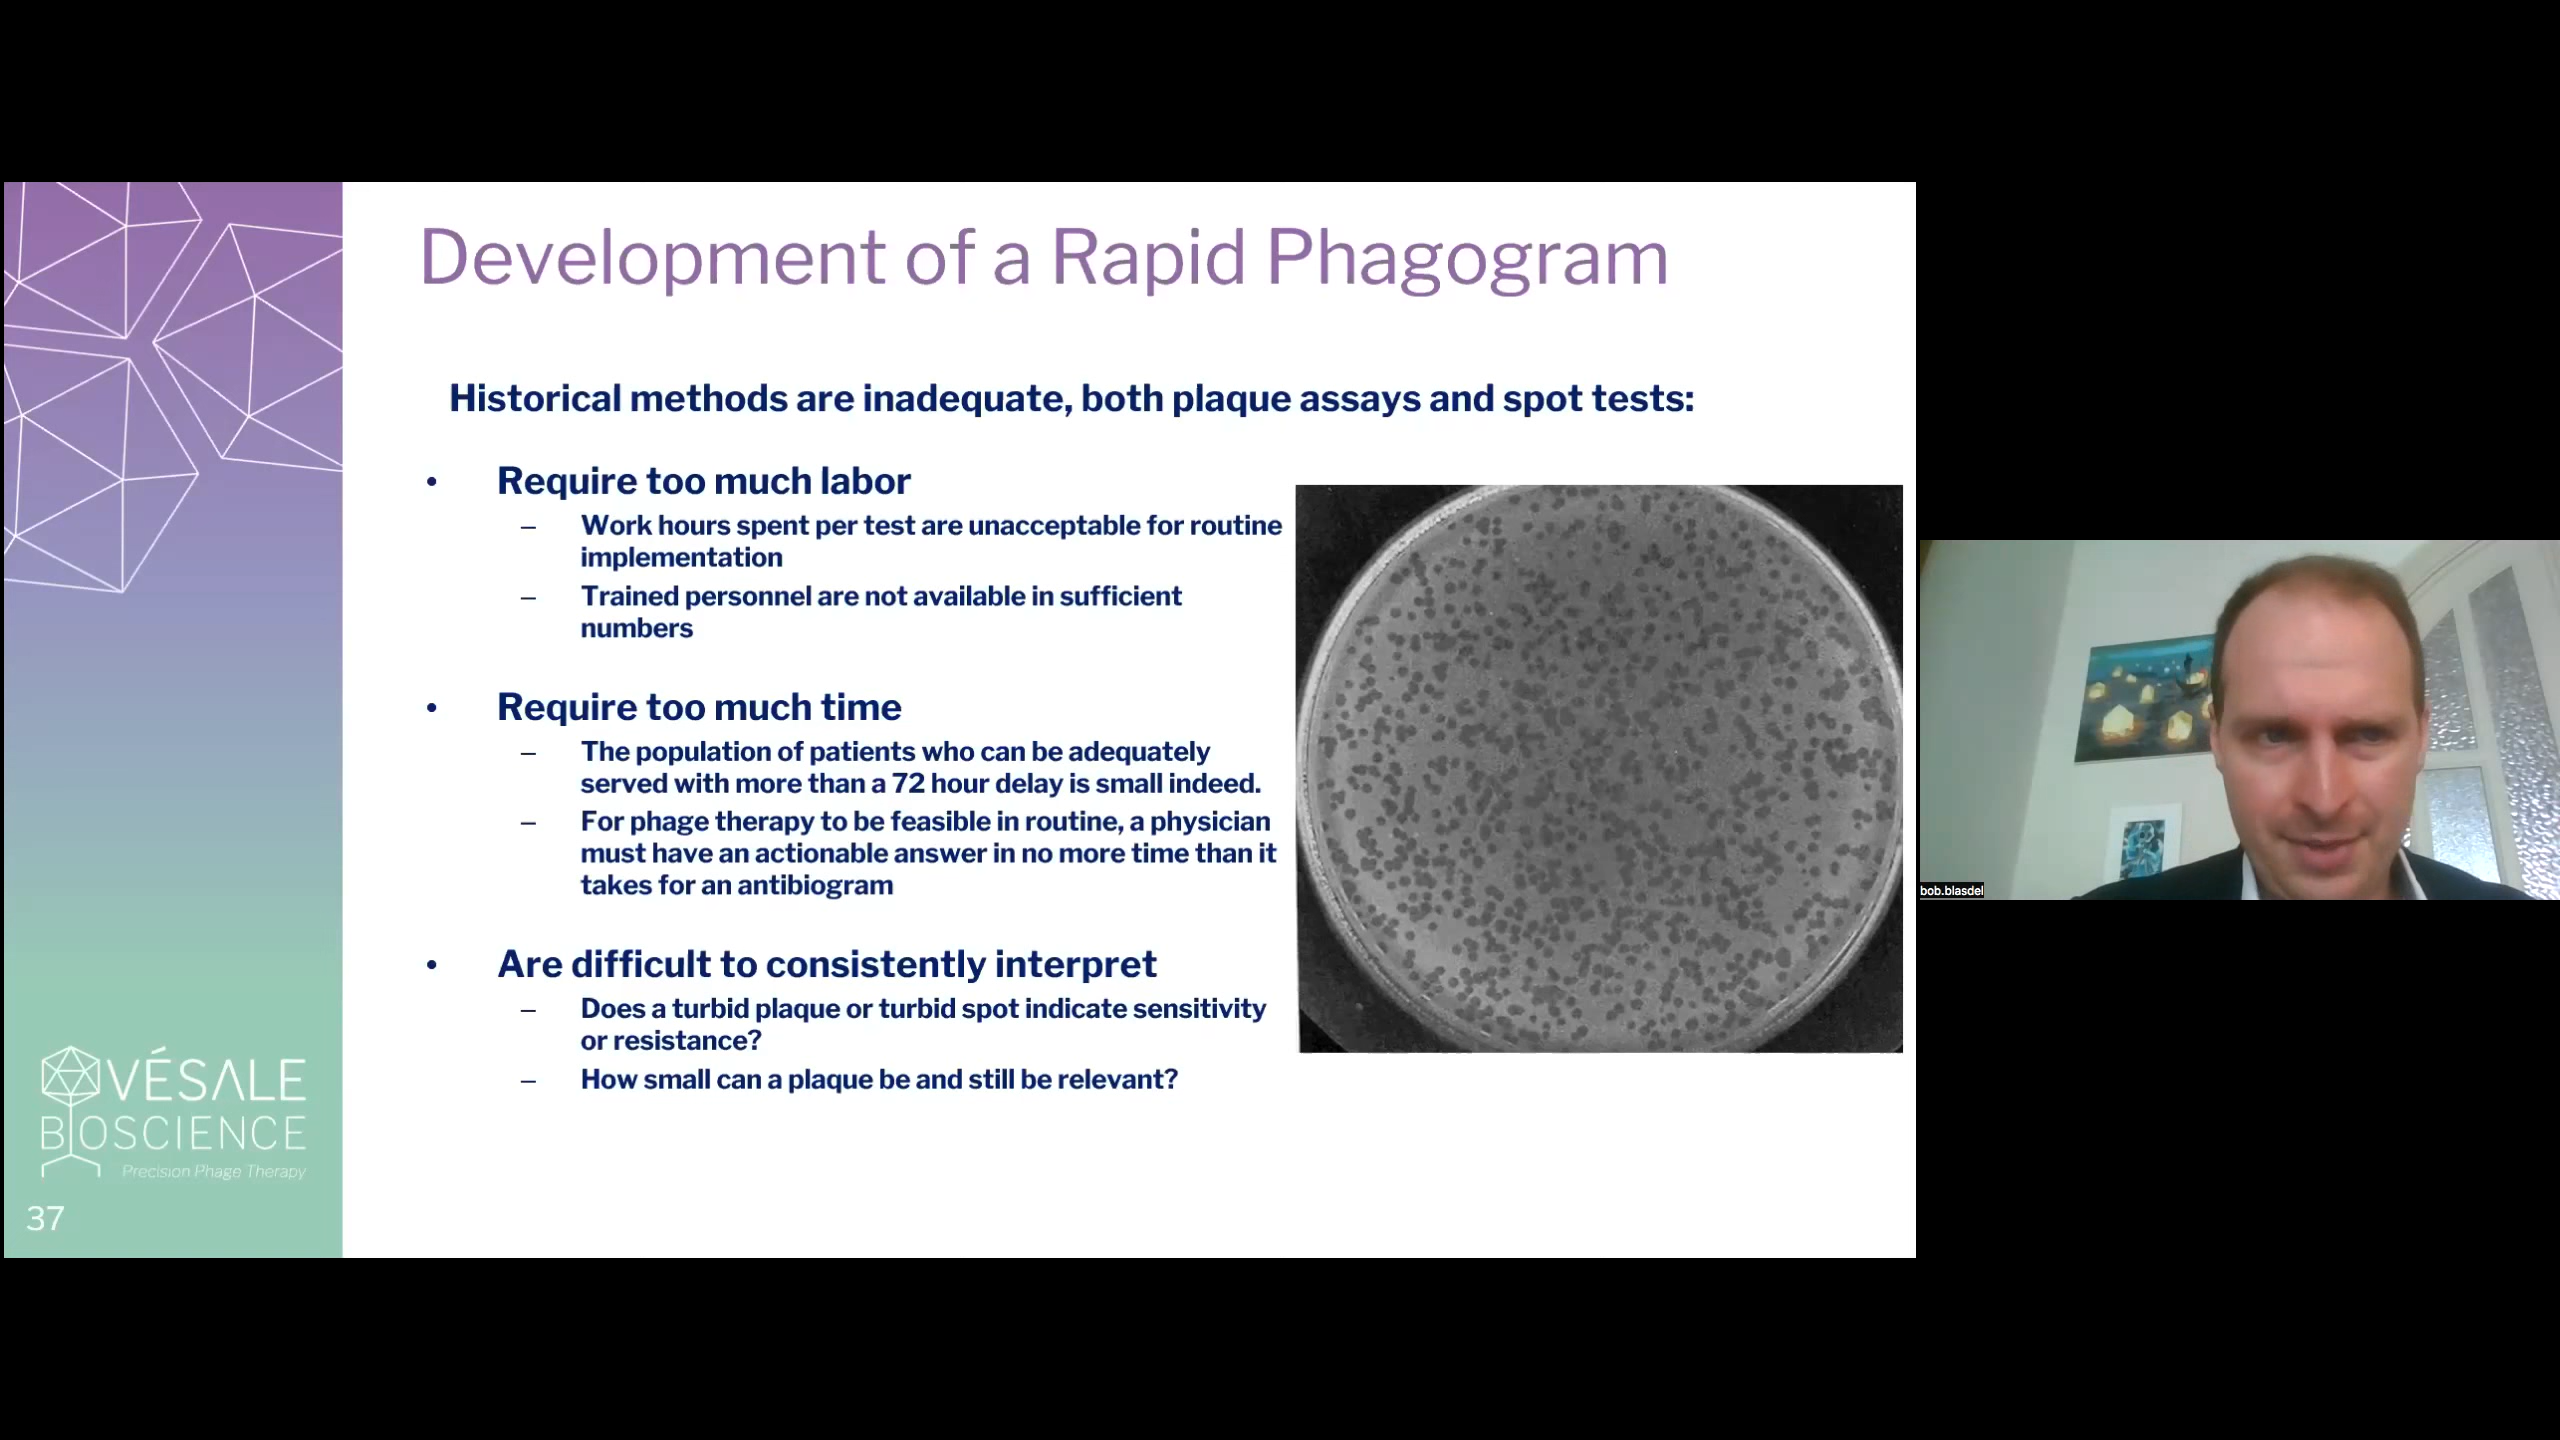 Development of a Rapid Phagogram
Historical methods are inadequate, both plaque assays and spot tests:
• Require too much labor
– Work hours spent per test are unacceptable for routine
implementation
– Trained personnel are not available in sufficient
numbers
• Require too much time
– The population of patients who can be adequately
served with more than a 72 hour delay is small indeed.
– For phage therapy to be feasible in routine, a physician
must have an actionable answer in no more time than it
takes for an antibiogram
• Are difficult to consistently interpret
– Does a turbid plaque or turbid spot indicate sensitivity
or resistance?
– How small can a plaque be and still be relevant?
VÉSALE
BIOSCIENCE
Precision Phage Therapy
37
bob.blasdel